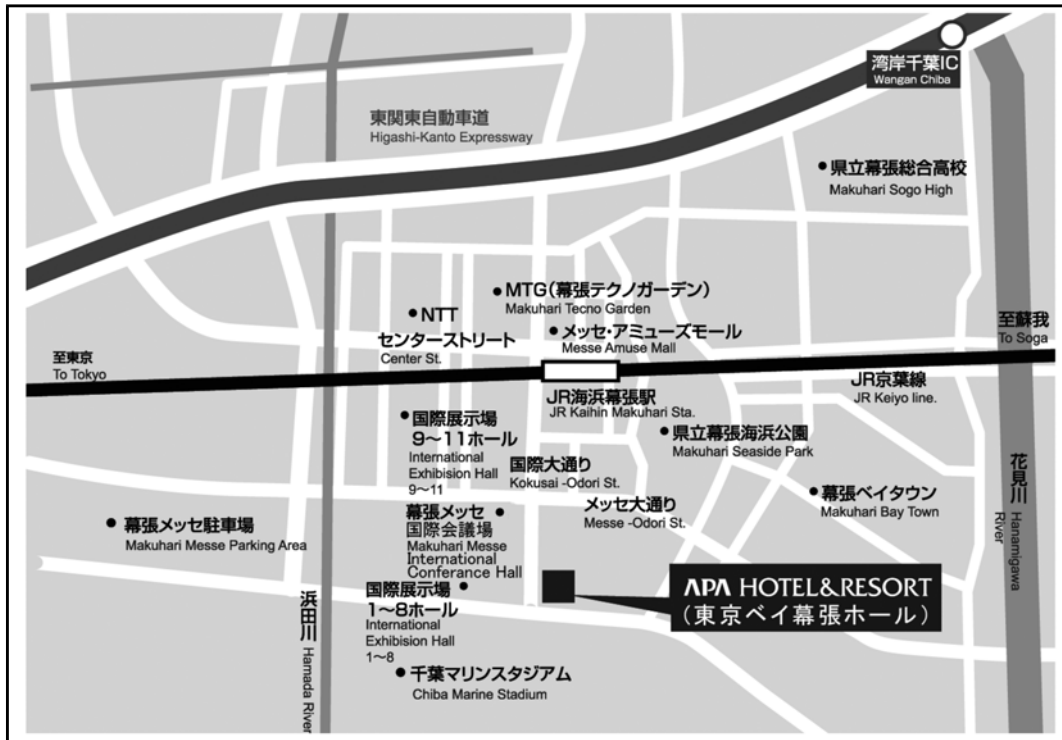 湾岸千葉IC
Wangan Chiba
東関東自動車道
Higashi-Kanto Expressway
県立幕張総合高校
Makuhari Sogo High
MTG(幕張テクノガーデン)
Makuhari Tecno Garden
NTT
メッセ・アミューズモール
Messe Amuse Mall
センターストリート
Center St.
至蘇我
To Soga
至東京
To Tokyo
JR海浜幕張駅
JR Kaihin Makuhari Sta.
JR京葉線
JR Keiyo line.
国際展示場
9〜11ホール
International
Exhibision Hall
9〜11
県立幕張海浜公園
Makuhari Seaside Park
国際大通り
Kokusai -Odori St.
メッセ大通り
Messe -Odori St.
幕張ベイタウン
Makuhari Bay Town
花見川
Hanamigawa
River
幕張メッセ駐車場
Makuhari Messe Parking Area
幕張メッセ
国際会議場
Makuhari Messe
International
Conferance Hall
APA HOTEL&RESORT
(東京ベイ幕張ホール)
国際展示場
1〜8ホール
International
Exhibision Hall
1〜8
浜田川
Hamada River
千葉マリンスタジアム
Chiba Marine Stadium